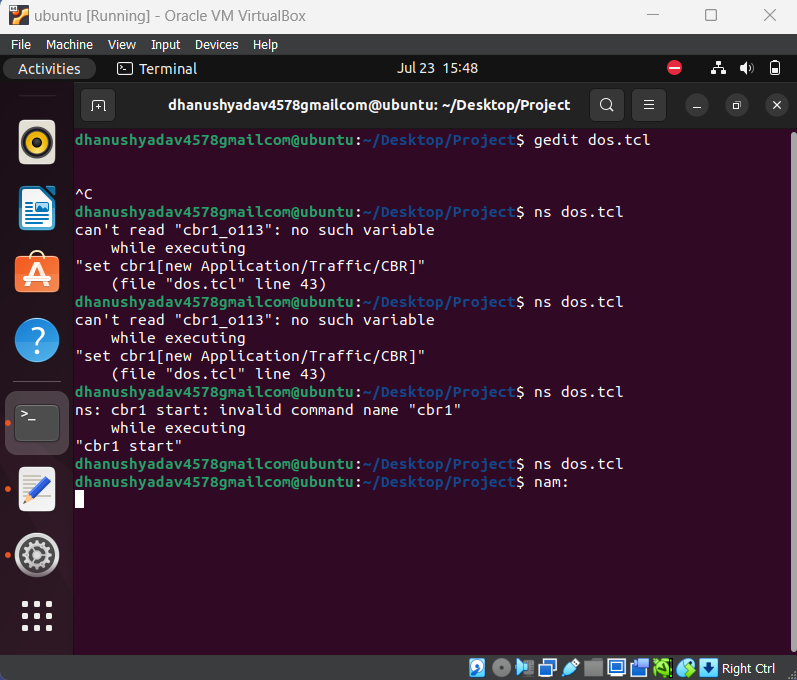 ubuntu [Running] - Oracle VM VirtualBox
File Machine View Input Devices Help
Activities Terminal Jul 23 15:48
dhanushyadav4578gmailcom@ubuntu: ~/Desktop/Project
dhanushyadav4578gmailcom@ubuntu:~/Desktop/Project$ gedit dos.tcl
^C
dhanushyadav4578gmailcom@ubuntu:~/Desktop/Project$ ns dos.tcl
can't read "cbr1_o113": no such variable
    while executing
"set cbr1[new Application/Traffic/CBR]"
    (file "dos.tcl" line 43)
dhanushyadav4578gmailcom@ubuntu:~/Desktop/Project$ ns dos.tcl
can't read "cbr1_o113": no such variable
    while executing
"set cbr1[new Application/Traffic/CBR]"
    (file "dos.tcl" line 43)
dhanushyadav4578gmailcom@ubuntu:~/Desktop/Project$ ns dos.tcl
ns: cbr1 start: invalid command name "cbr1"
    while executing
"cbr1 start"
dhanushyadav4578gmailcom@ubuntu:~/Desktop/Project$ ns dos.tcl
dhanushyadav4578gmailcom@ubuntu:~/Desktop/Project$ nam:
Right Ctrl